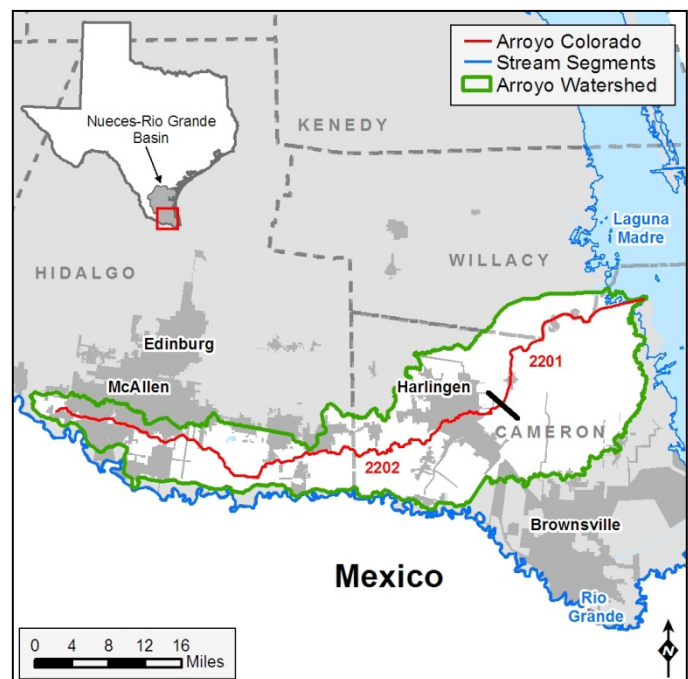 Arroyo Colorado
Stream Segments
Arroyo Watershed
Nueces-Rio Grande
Basin
KENEDY
Laguna
Madre
HIDALGO
WILLACY
Edinburg
2201
McAllen
Harlingen
CAMERON
2202
Brownsville
Mexico
Rio
Grande
0 4 8 12 16
Miles
N